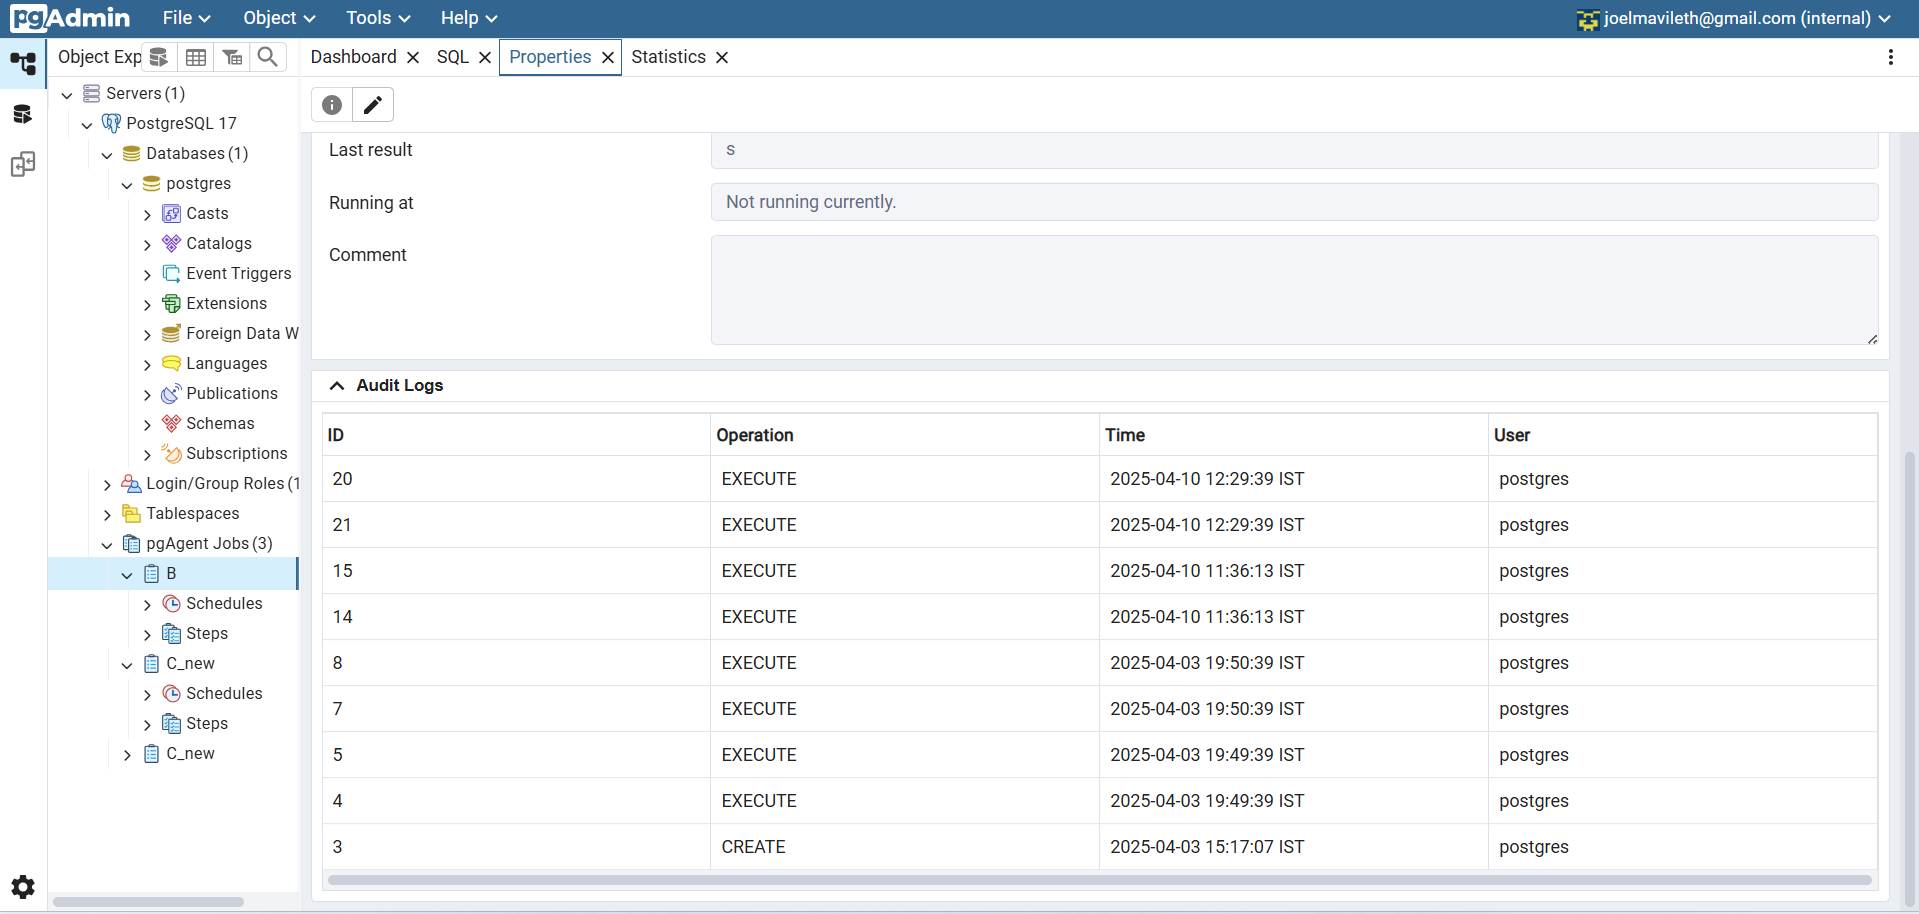 pgAdmin File Object Tools Help joelmavileth@gmail.com (internal)
Object Exp
Dashboard SQL Properties Statistics
Servers (1)
PostgreSQL 17
Databases (1)
postgres
Casts
Catalogs
Event Triggers
Extensions
Foreign Data W
Languages
Publications
Schemas
Subscriptions
Login/Group Roles (1
Tablespaces
pgAgent Jobs (3)
B
Schedules
Steps
C_new
Schedules
Steps
C_new
Last result s
Running at Not running currently.
Comment
Audit Logs
ID Operation Time User
20 EXECUTE 2025-04-10 12:29:39 IST postgres
21 EXECUTE 2025-04-10 12:29:39 IST postgres
15 EXECUTE 2025-04-10 11:36:13 IST postgres
14 EXECUTE 2025-04-10 11:36:13 IST postgres
8 EXECUTE 2025-04-03 19:50:39 IST postgres
7 EXECUTE 2025-04-03 19:50:39 IST postgres
5 EXECUTE 2025-04-03 19:49:39 IST postgres
4 EXECUTE 2025-04-03 19:49:39 IST postgres
3 CREATE 2025-04-03 15:17:07 IST postgres